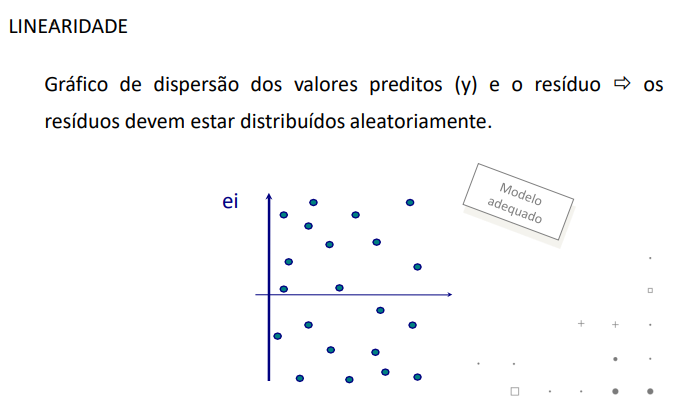 LINEARIDADE
Gráfico de dispersão dos valores preditos (y) e o resíduo ⇨ os
resíduos devem estar distribuídos aleatoriamente.
ei
Modelo
adequado